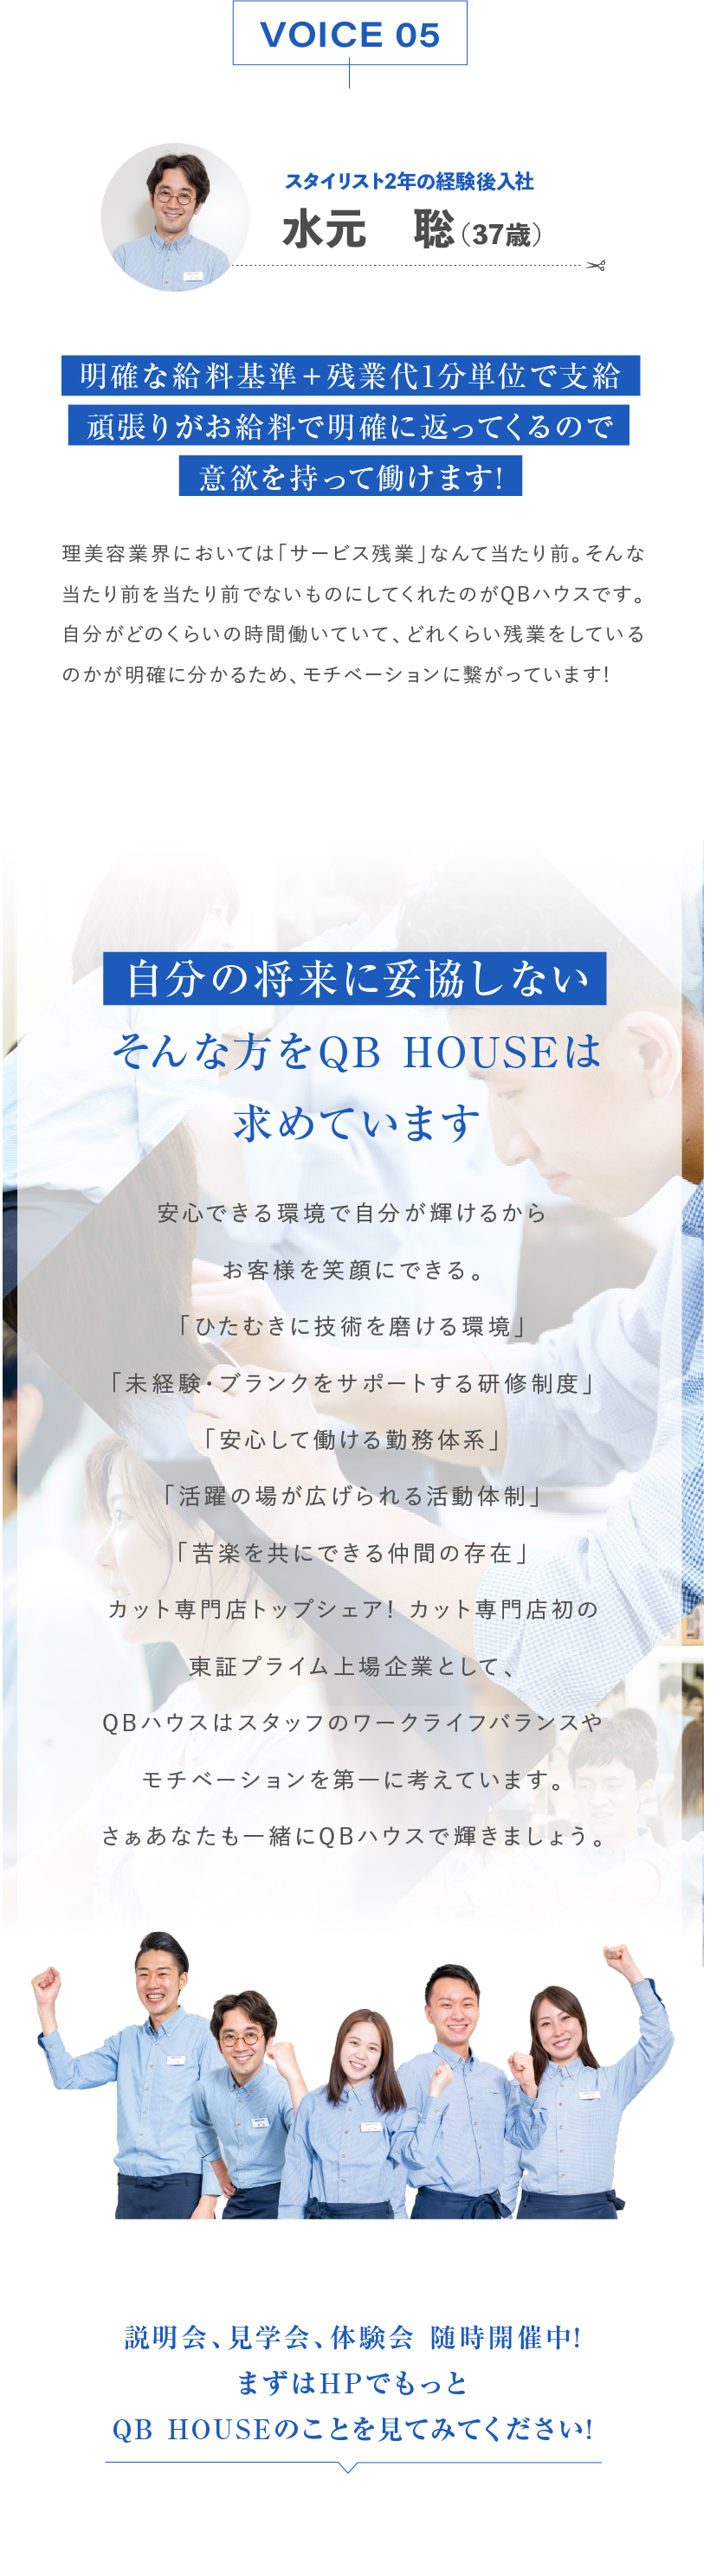 VOICE 05
スタイリスト2年の経験後入社
水元　聡（37歳）
明確な給料基準＋残業代1分単位で支給
頑張りがお給料で明確に返ってくるので
意欲を持って働けます!
理美容業界においては「サービス残業」なんて当たり前。そんな
当たり前を当たり前でないものにしてくれたのがQBハウスです。
自分がどのくらいの時間働いていて、どれくらい残業をしている
のかが明確に分かるため、モチベーションに繋がっています!
自分の将来に妥協しない
そんな方をQB HOUSEは
求めています
安心できる環境で自分が輝けるから
お客様を笑顔にできる。
「ひたむきに技術を磨ける環境」
「未経験・ブランクをサポートする研修制度」
「安心して働ける勤務体系」
「活躍の場が広げられる活動体制」
「苦楽を共にできる仲間の存在」
カット専門店トップシェア! カット専門店初の
東証プライム上場企業として、
QBハウスはスタッフのワークライフバランスや
モチベーションを第一に考えています。
さぁあなたも一緒にQBハウスで輝きましょう。
説明会、見学会、体験会 随時開催中!
まずはHPでもっと
QB HOUSEのことを見てみてください!